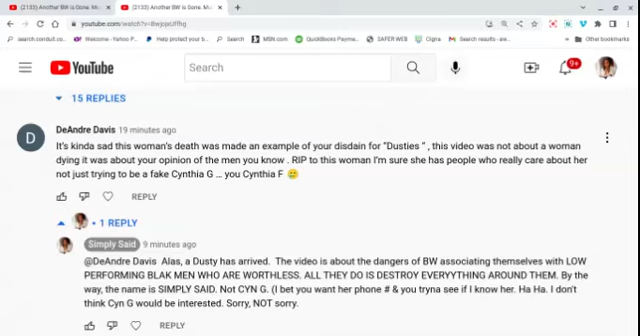 (2133) Another BW is Gone. Mu
(2133) Another BW is Gone. Mu
youtube.com/watch?v=8wjopUlfhg
search.conduit.co...
Welcome - Yahoo P...
Help protect your b...
Search
MSN.com
QuickBooks Payme...
SAFER WEB
Cigna
Search results - aw...
Other bookmarks
YouTube
Search
9+
15 REPLIES
D
DeAndre Davis 19 minutes ago
It's kinda sad this woman's death was made an example of your disdain for "Dusties" , this video was not about a woman
dying it was about your opinion of the men you know . RIP to this woman I'm sure she has people who really care about her
not just trying to be a fake Cynthia G ... you Cynthia F 🥲
REPLY
1 REPLY
Simply Said 9 minutes ago
@DeAndre Davis Alas, a Dusty has arrived. The video is about the dangers of BW associating themselves with LOW
PERFORMING BLAK MEN WHO ARE WORTHLESS. ALL THEY DO IS DESTROY EVERYTHING AROUND THEM. By
the way, the name is SIMPLY SAID. Not CYN G. (I bet you want her phone # & you tryna see if I know her. Ha Ha. I don't
think Cyn G would be interested. Sorry, NOT sorry.
REPLY